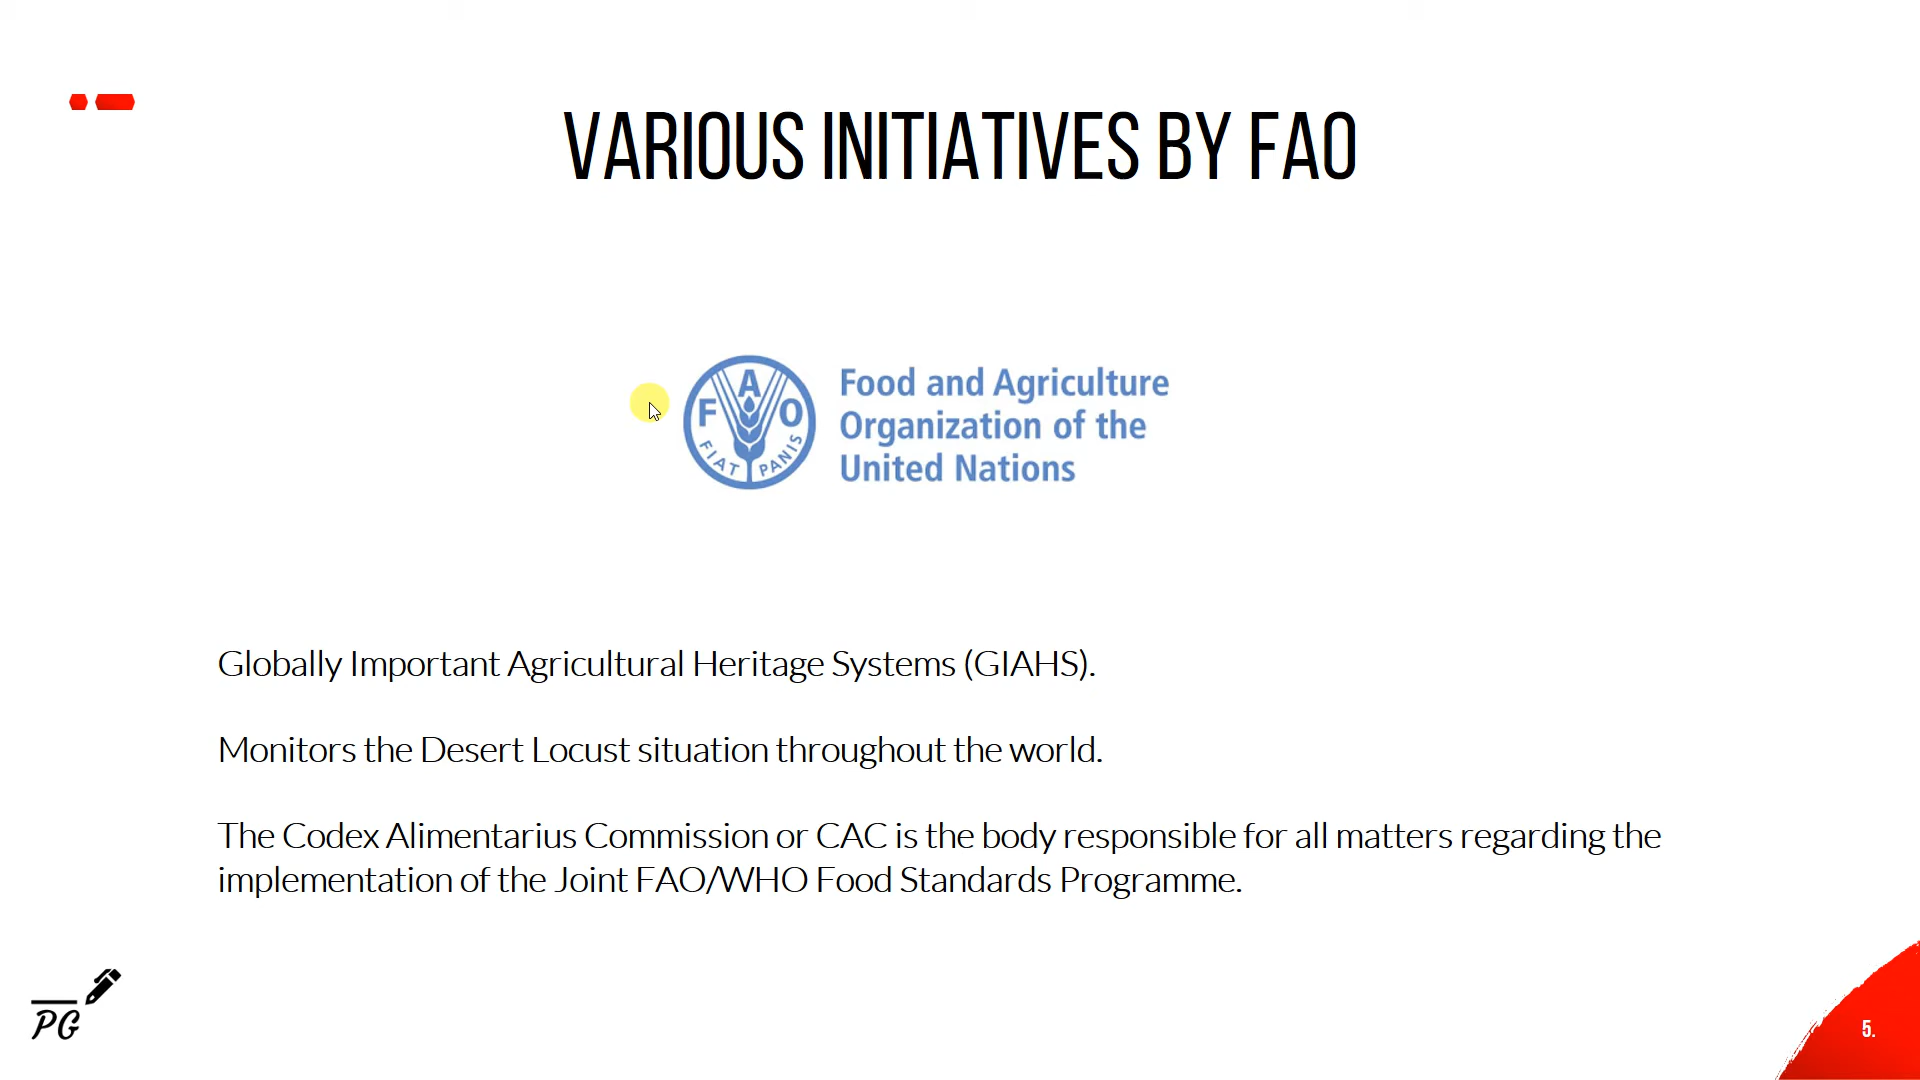 VARIOUS INITIATIVES BY FAO
F A O
FIAT PANIS
Food and Agriculture
Organization of the
United Nations
Globally Important Agricultural Heritage Systems (GIAHS).
Monitors the Desert Locust situation throughout the world.
The Codex Alimentarius Commission or CAC is the body responsible for all matters regarding the
implementation of the Joint FAO/WHO Food Standards Programme.
PG
5.